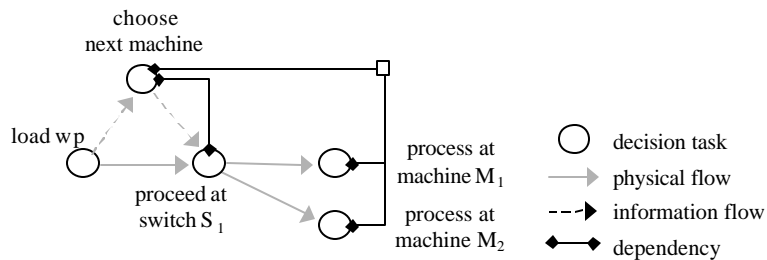 choose
next machine
load wp
proceed at
switch S₁
process at
machine M₁
process at
machine M₂
decision task
physical flow
information flow
dependency